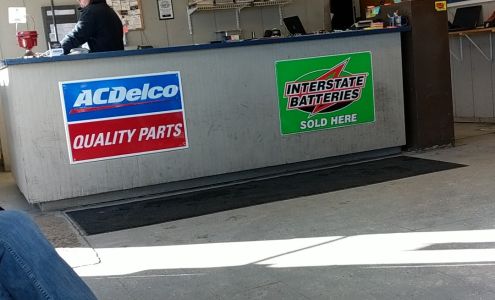 ACDelco
QUALITY PARTS
INTERSTATE
BATTERIES
SOLD HERE